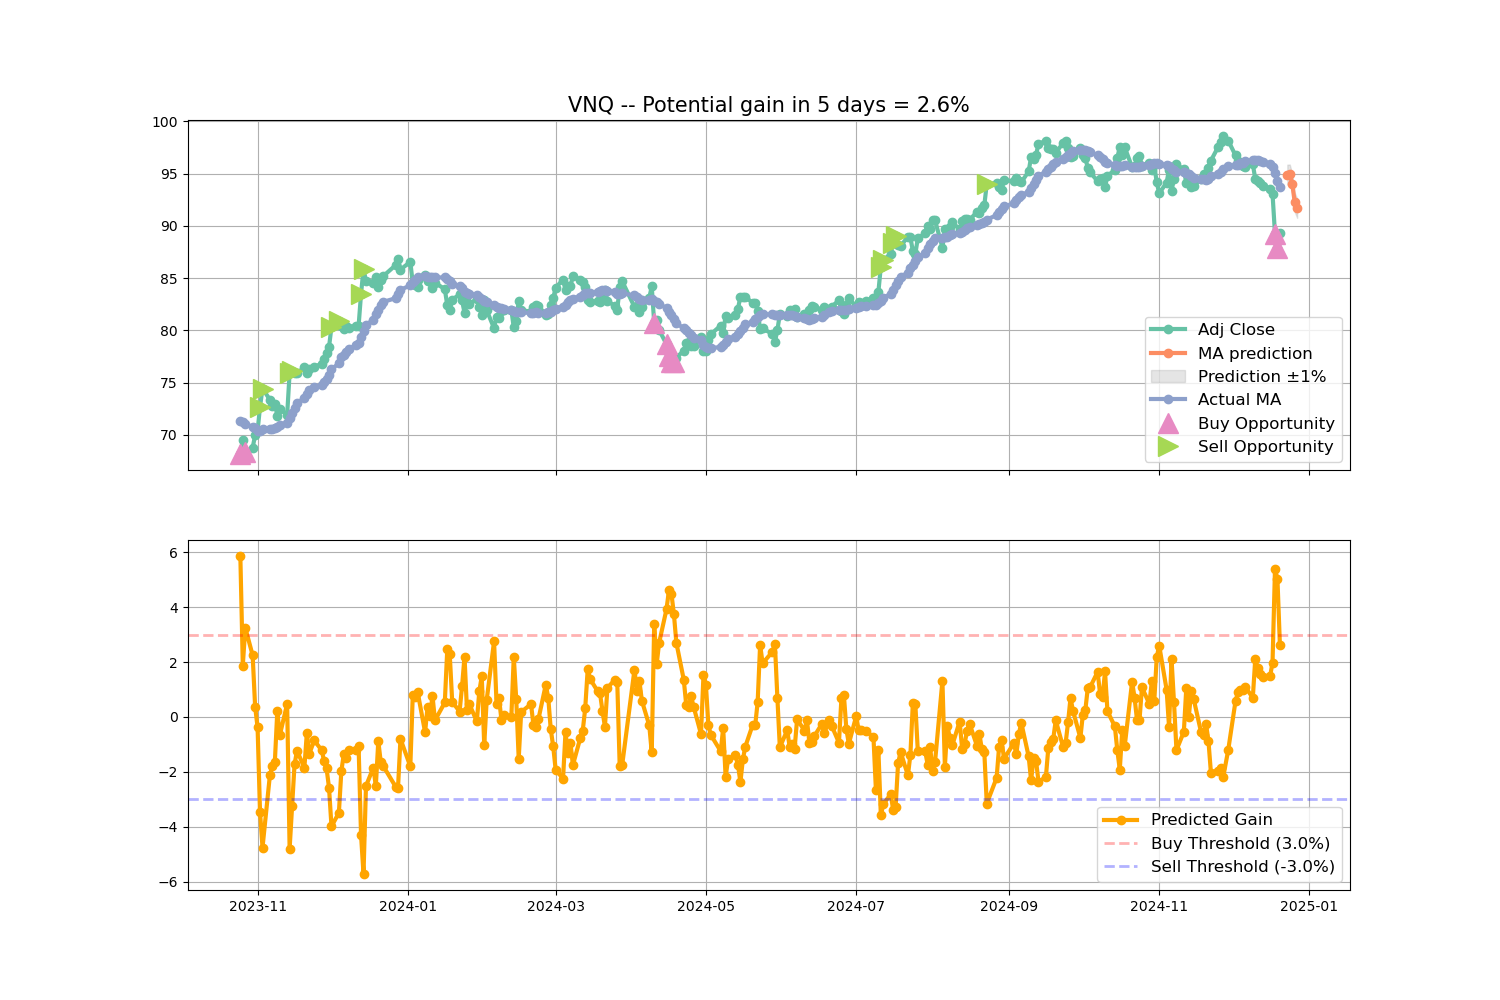 VNQ -- Potential gain in 5 days = 2.6%
100
95
90
85
80
75
70
Adj Close
MA prediction
Prediction ±1%
Actual MA
Buy Opportunity
Sell Opportunity
6
4
2
0
−2
−4
−6
Predicted Gain
Buy Threshold (3.0%)
Sell Threshold (-3.0%)
2023-11
2024-01
2024-03
2024-05
2024-07
2024-09
2024-11
2025-01